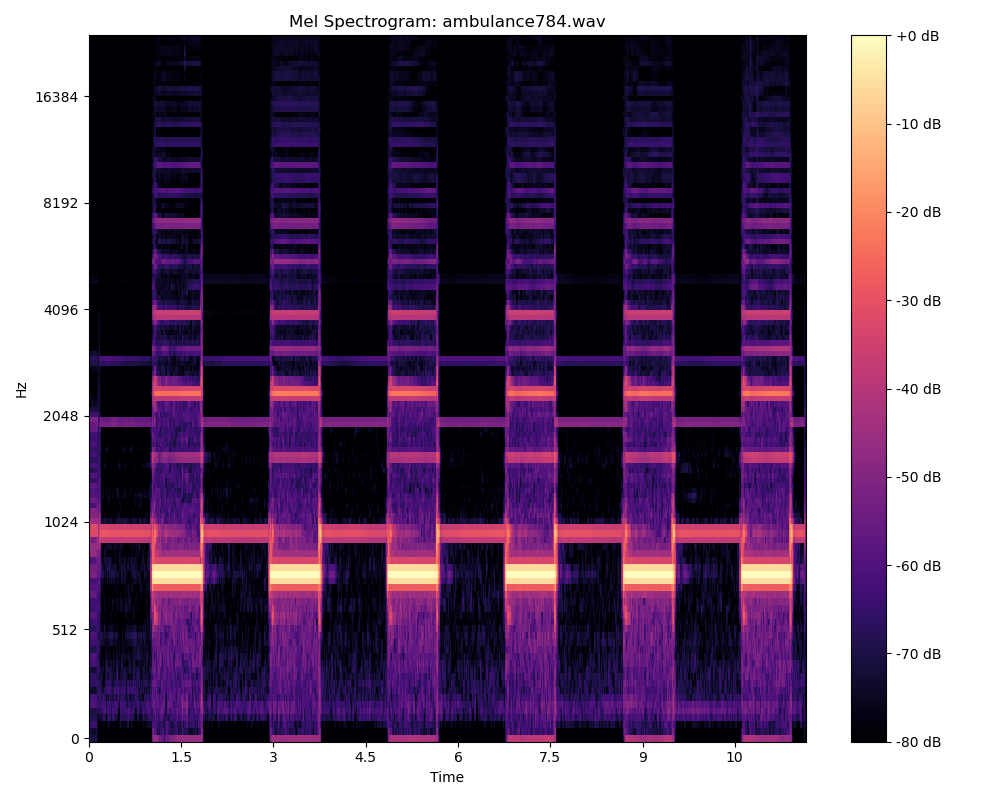 Mel Spectrogram: ambulance784.wav
Hz
16384
8192
4096
2048
1024
512
0
0 1.5 3 4.5 6 7.5 9 10
Time
+0 dB
-10 dB
-20 dB
-30 dB
-40 dB
-50 dB
-60 dB
-70 dB
-80 dB